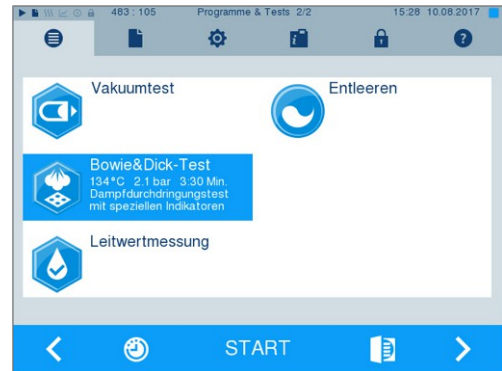 483 : 105 Programme & Tests 2/2 15:28 10.08.2017
Vakuumtest
Entleeren
Bowie&Dick-Test
134°C 2.1 bar 3:30 Min.
Dampfdurchdringungstest
mit speziellen Indikatoren
Leitwertmessung
START